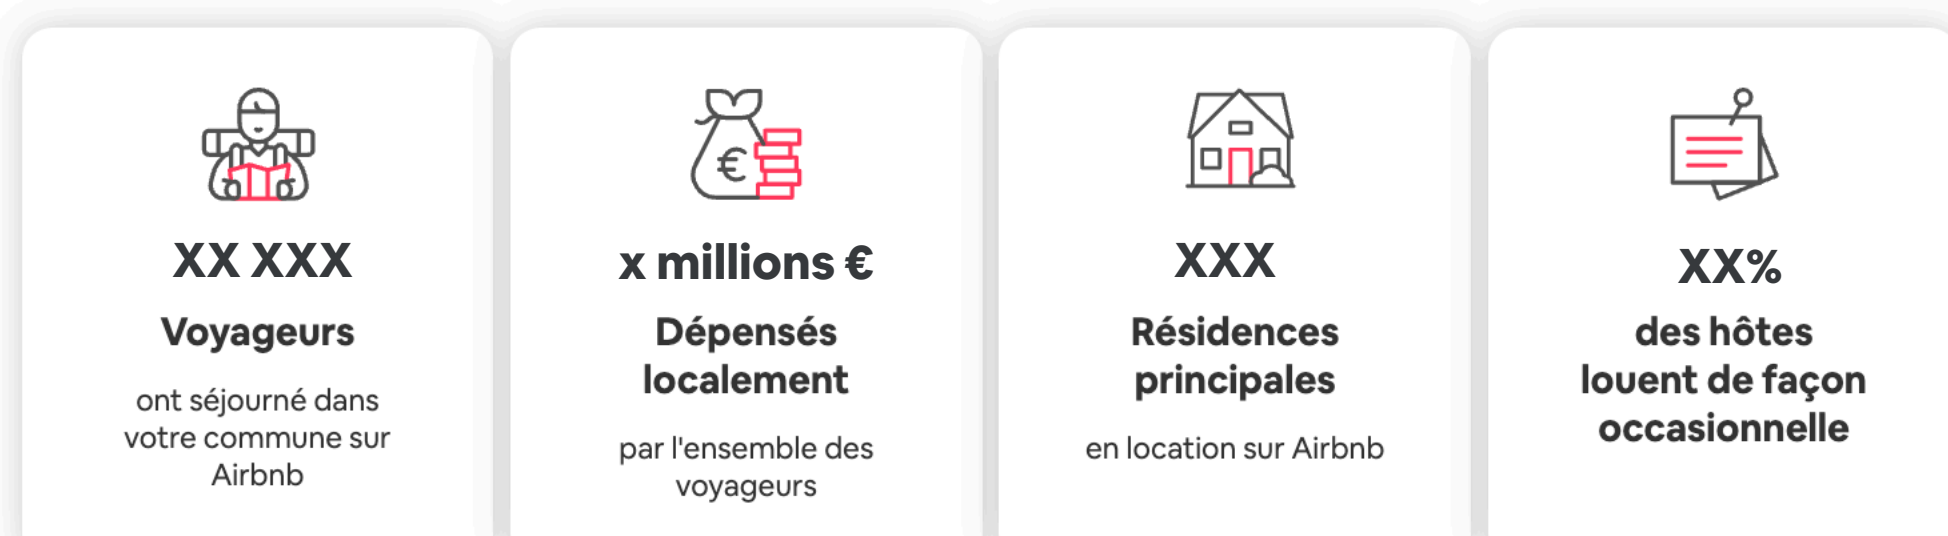 XX XXX
Voyageurs
ont séjourné dans
votre commune sur
Airbnb
€
x millions €
Dépensés
localement
par l'ensemble des
voyageurs
XXX
Résidences
principales
en location sur Airbnb
XX%
des hôtes
louent de façon
occasionnelle